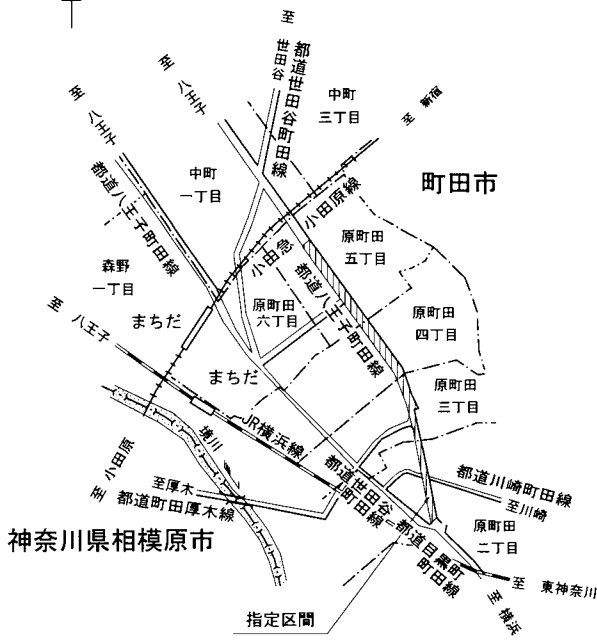 至 世田谷
都道世田谷町田線
至 八王子
至 八王子
中町
三丁目
至 新宿
中町
一丁目
都道八王子町田線
小田急
小田原線
町田市
森野
一丁目
原町田
五丁目
都道八王子町田線
原町田
六丁目
原町田
四丁目
至 八王子
まちだ
まちだ
原町田
三丁目
JR横浜線
境川
至 小田原
至厚木
都道町田厚木線
都道世田谷
町田線
都道川崎町田線
至川崎
都道目黒町
町田線
原町田
二丁目
神奈川県相模原市
至 東神奈川
至 横浜
指定区間